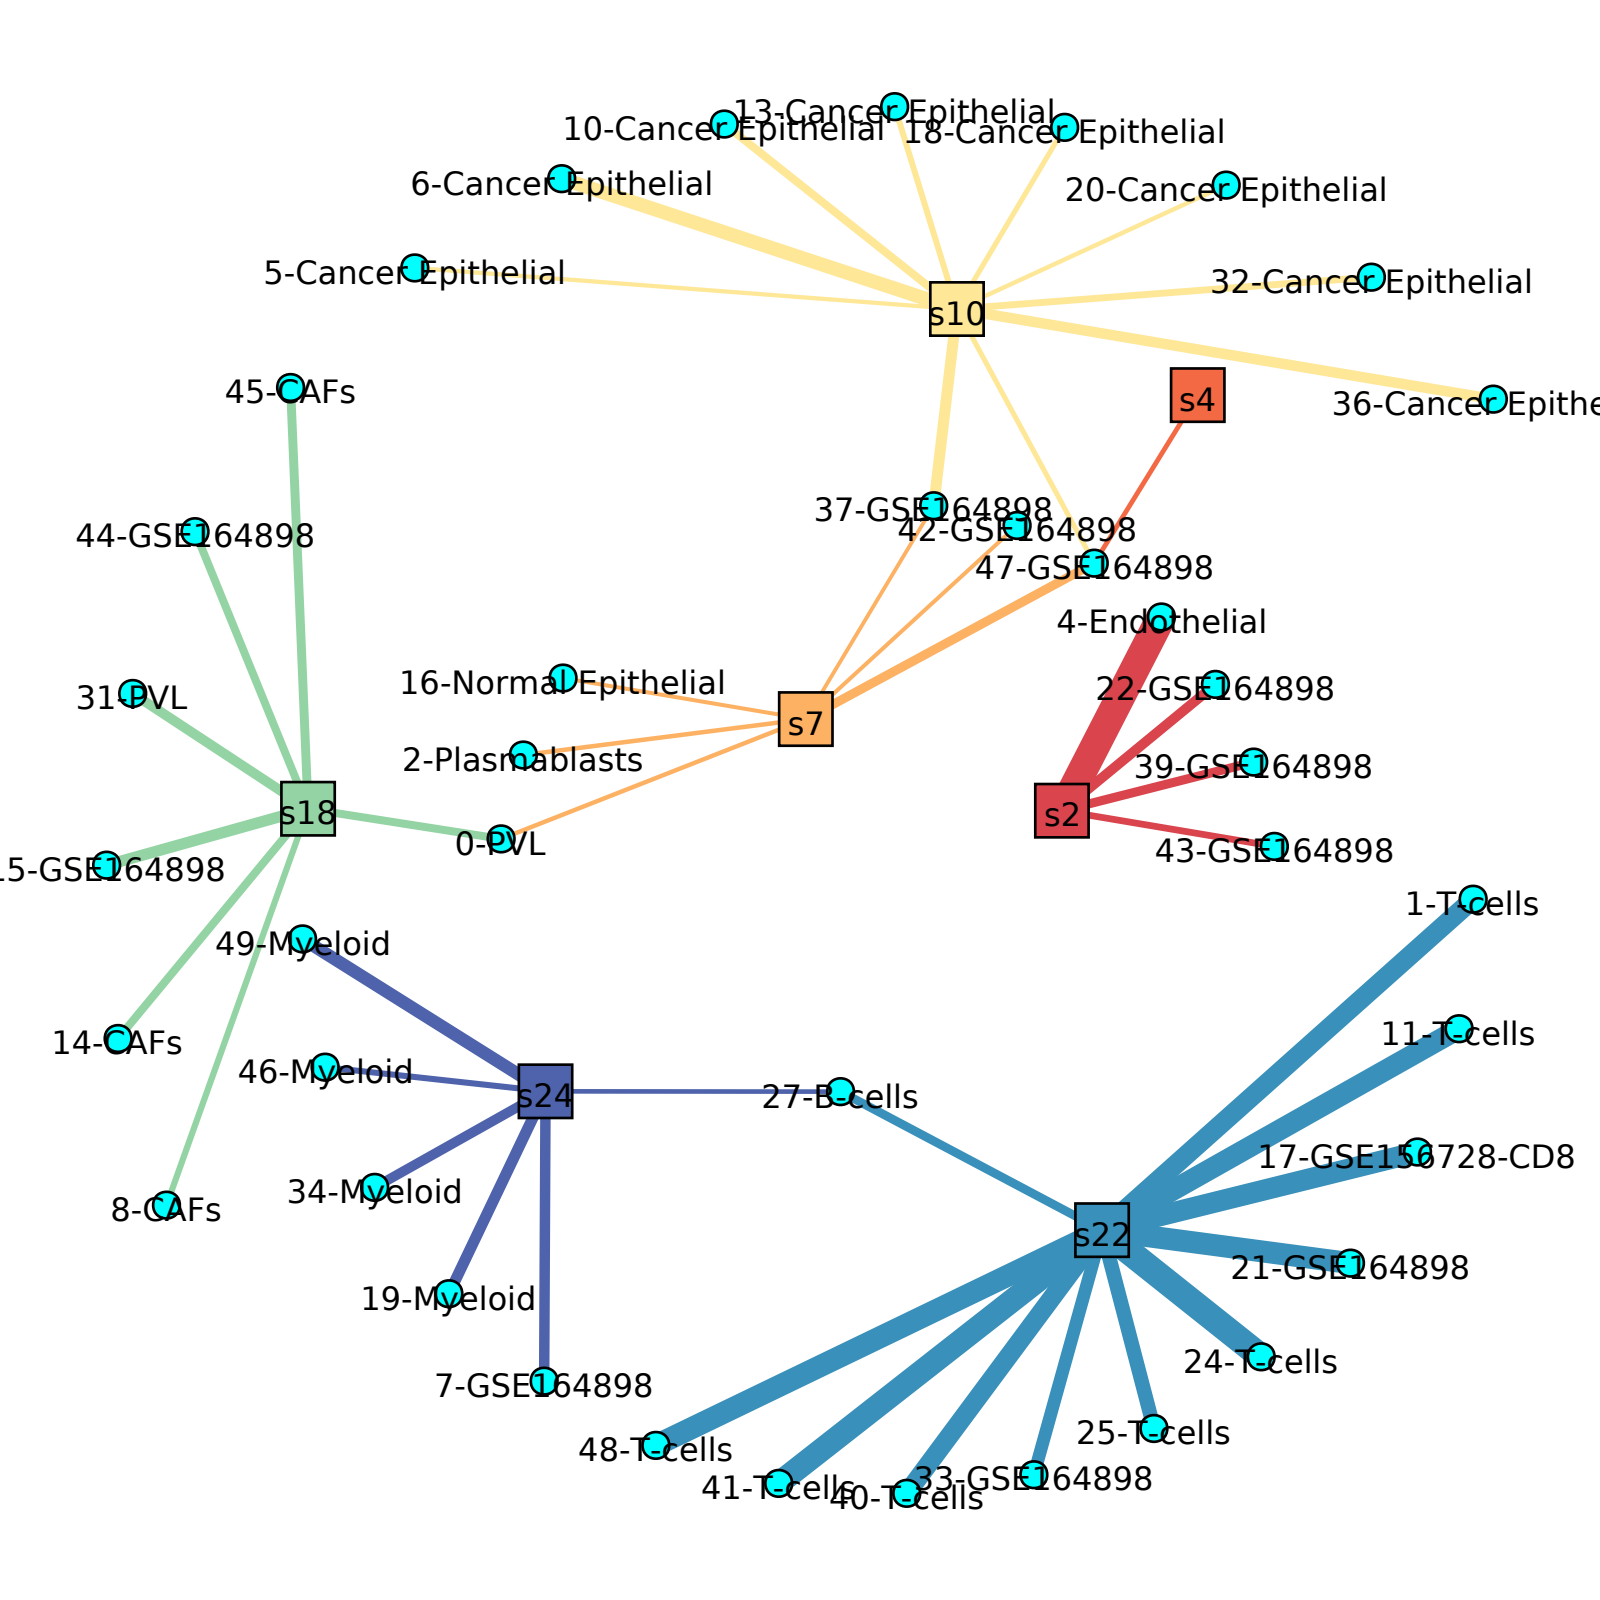 13-Cancer Epithelial
10-Cancer Epithelial
18-Cancer Epithelial
6-Cancer Epithelial
20-Cancer Epithelial
5-Cancer Epithelial
32-Cancer Epithelial
s10
45-CAFs
s4
36-Cancer Epithe
37-GSE164898
42-GSE164898
44-GSE164898
47-GSE164898
4-Endothelial
16-Normal Epithelial
22-GSE164898
31-PVL
s7
2-Plasmablasts
39-GSE164898
s18
s2
0-PVL
43-GSE164898
15-GSE164898
1-T-cells
49-Myeloid
11-T-cells
14-CAFs
46-Myeloid
s24
27-B-cells
17-GSE156728-CD8
34-Myeloid
8-CAFs
s22
21-GSE164898
19-Myeloid
24-T-cells
7-GSE164898
25-T-cells
48-T-cells
33-GSE164898
41-T-cells
40-T-cells